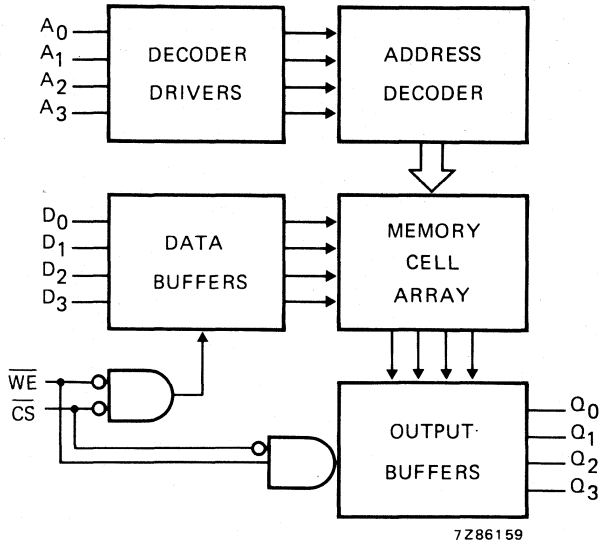 A0
A1
A2
A3
DECODER
DRIVERS
ADDRESS
DECODER
D0
D1
D2
D3
DATA
BUFFERS
MEMORY
CELL
ARRAY
WE
CS
OUTPUT
BUFFERS
Q0
Q1
Q2
Q3
7Z86159